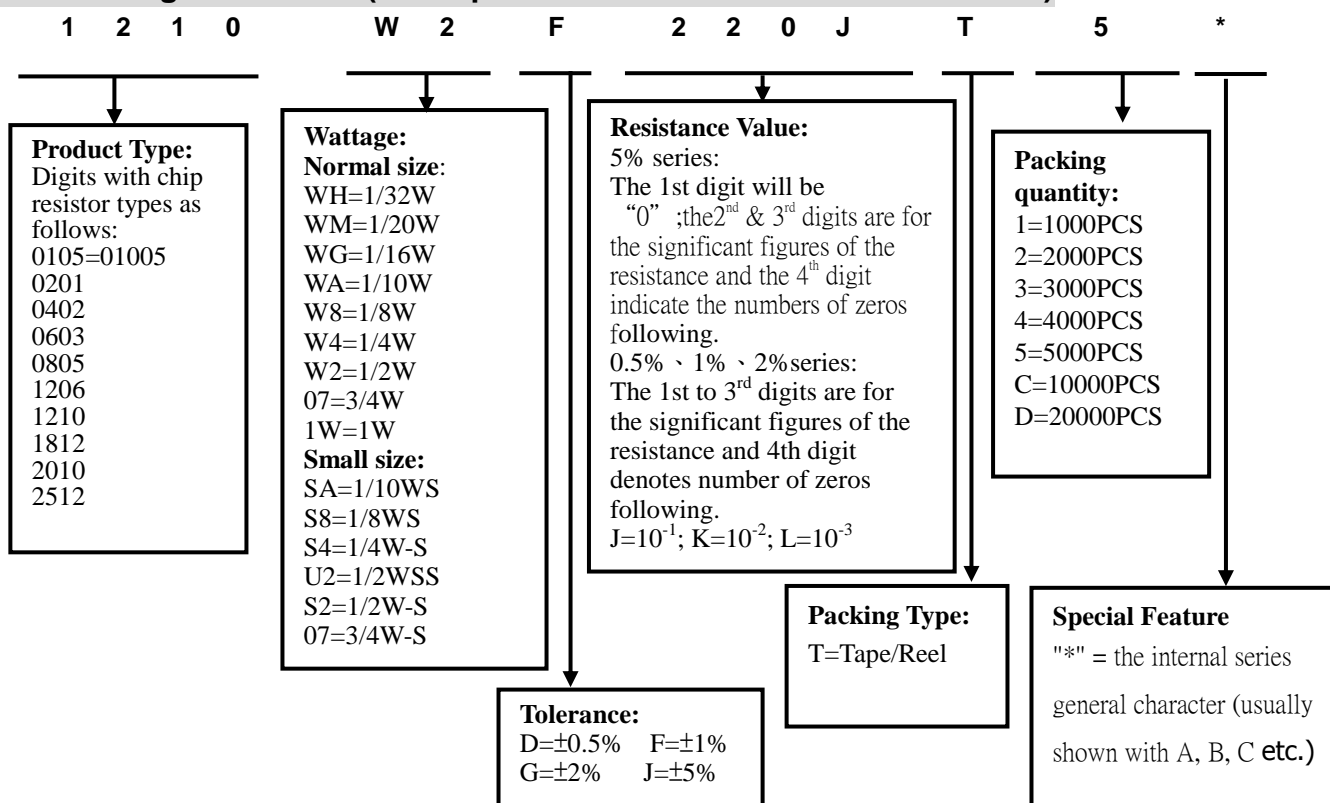 1 2 1 0 W 2 F 2 2 0 J T 5 *
Product Type:
Digits with chip
resistor types as
follows:
0105=01005
0201
0402
0603
0805
1206
1210
1812
2010
2512
Wattage:
Normal size:
WH=1/32W
WM=1/20W
WG=1/16W
WA=1/10W
W8=1/8W
W4=1/4W
W2=1/2W
07=3/4W
1W=1W
Small size:
SA=1/10WS
S8=1/8WS
S4=1/4W-S
U2=1/2WSS
S2=1/2W-S
07=3/4W-S
Tolerance:
D=±0.5% F=±1%
G=±2% J=±5%
Resistance Value:
5% series:
The 1st digit will be
“0” ;the2nd & 3rd digits are for
the significant figures of the
resistance and the 4th digit
indicate the numbers of zeros
following.
0.5%、1%、2%series:
The 1st to 3rd digits are for
the significant figures of the
resistance and 4th digit
denotes number of zeros
following.
J=10-1; K=10-2; L=10-3
Packing Type:
T=Tape/Reel
Packing
quantity:
1=1000PCS
2=2000PCS
3=3000PCS
4=4000PCS
5=5000PCS
C=10000PCS
D=20000PCS
Special Feature
"*" = the internal series
general character (usually
shown with A, B, C etc.)